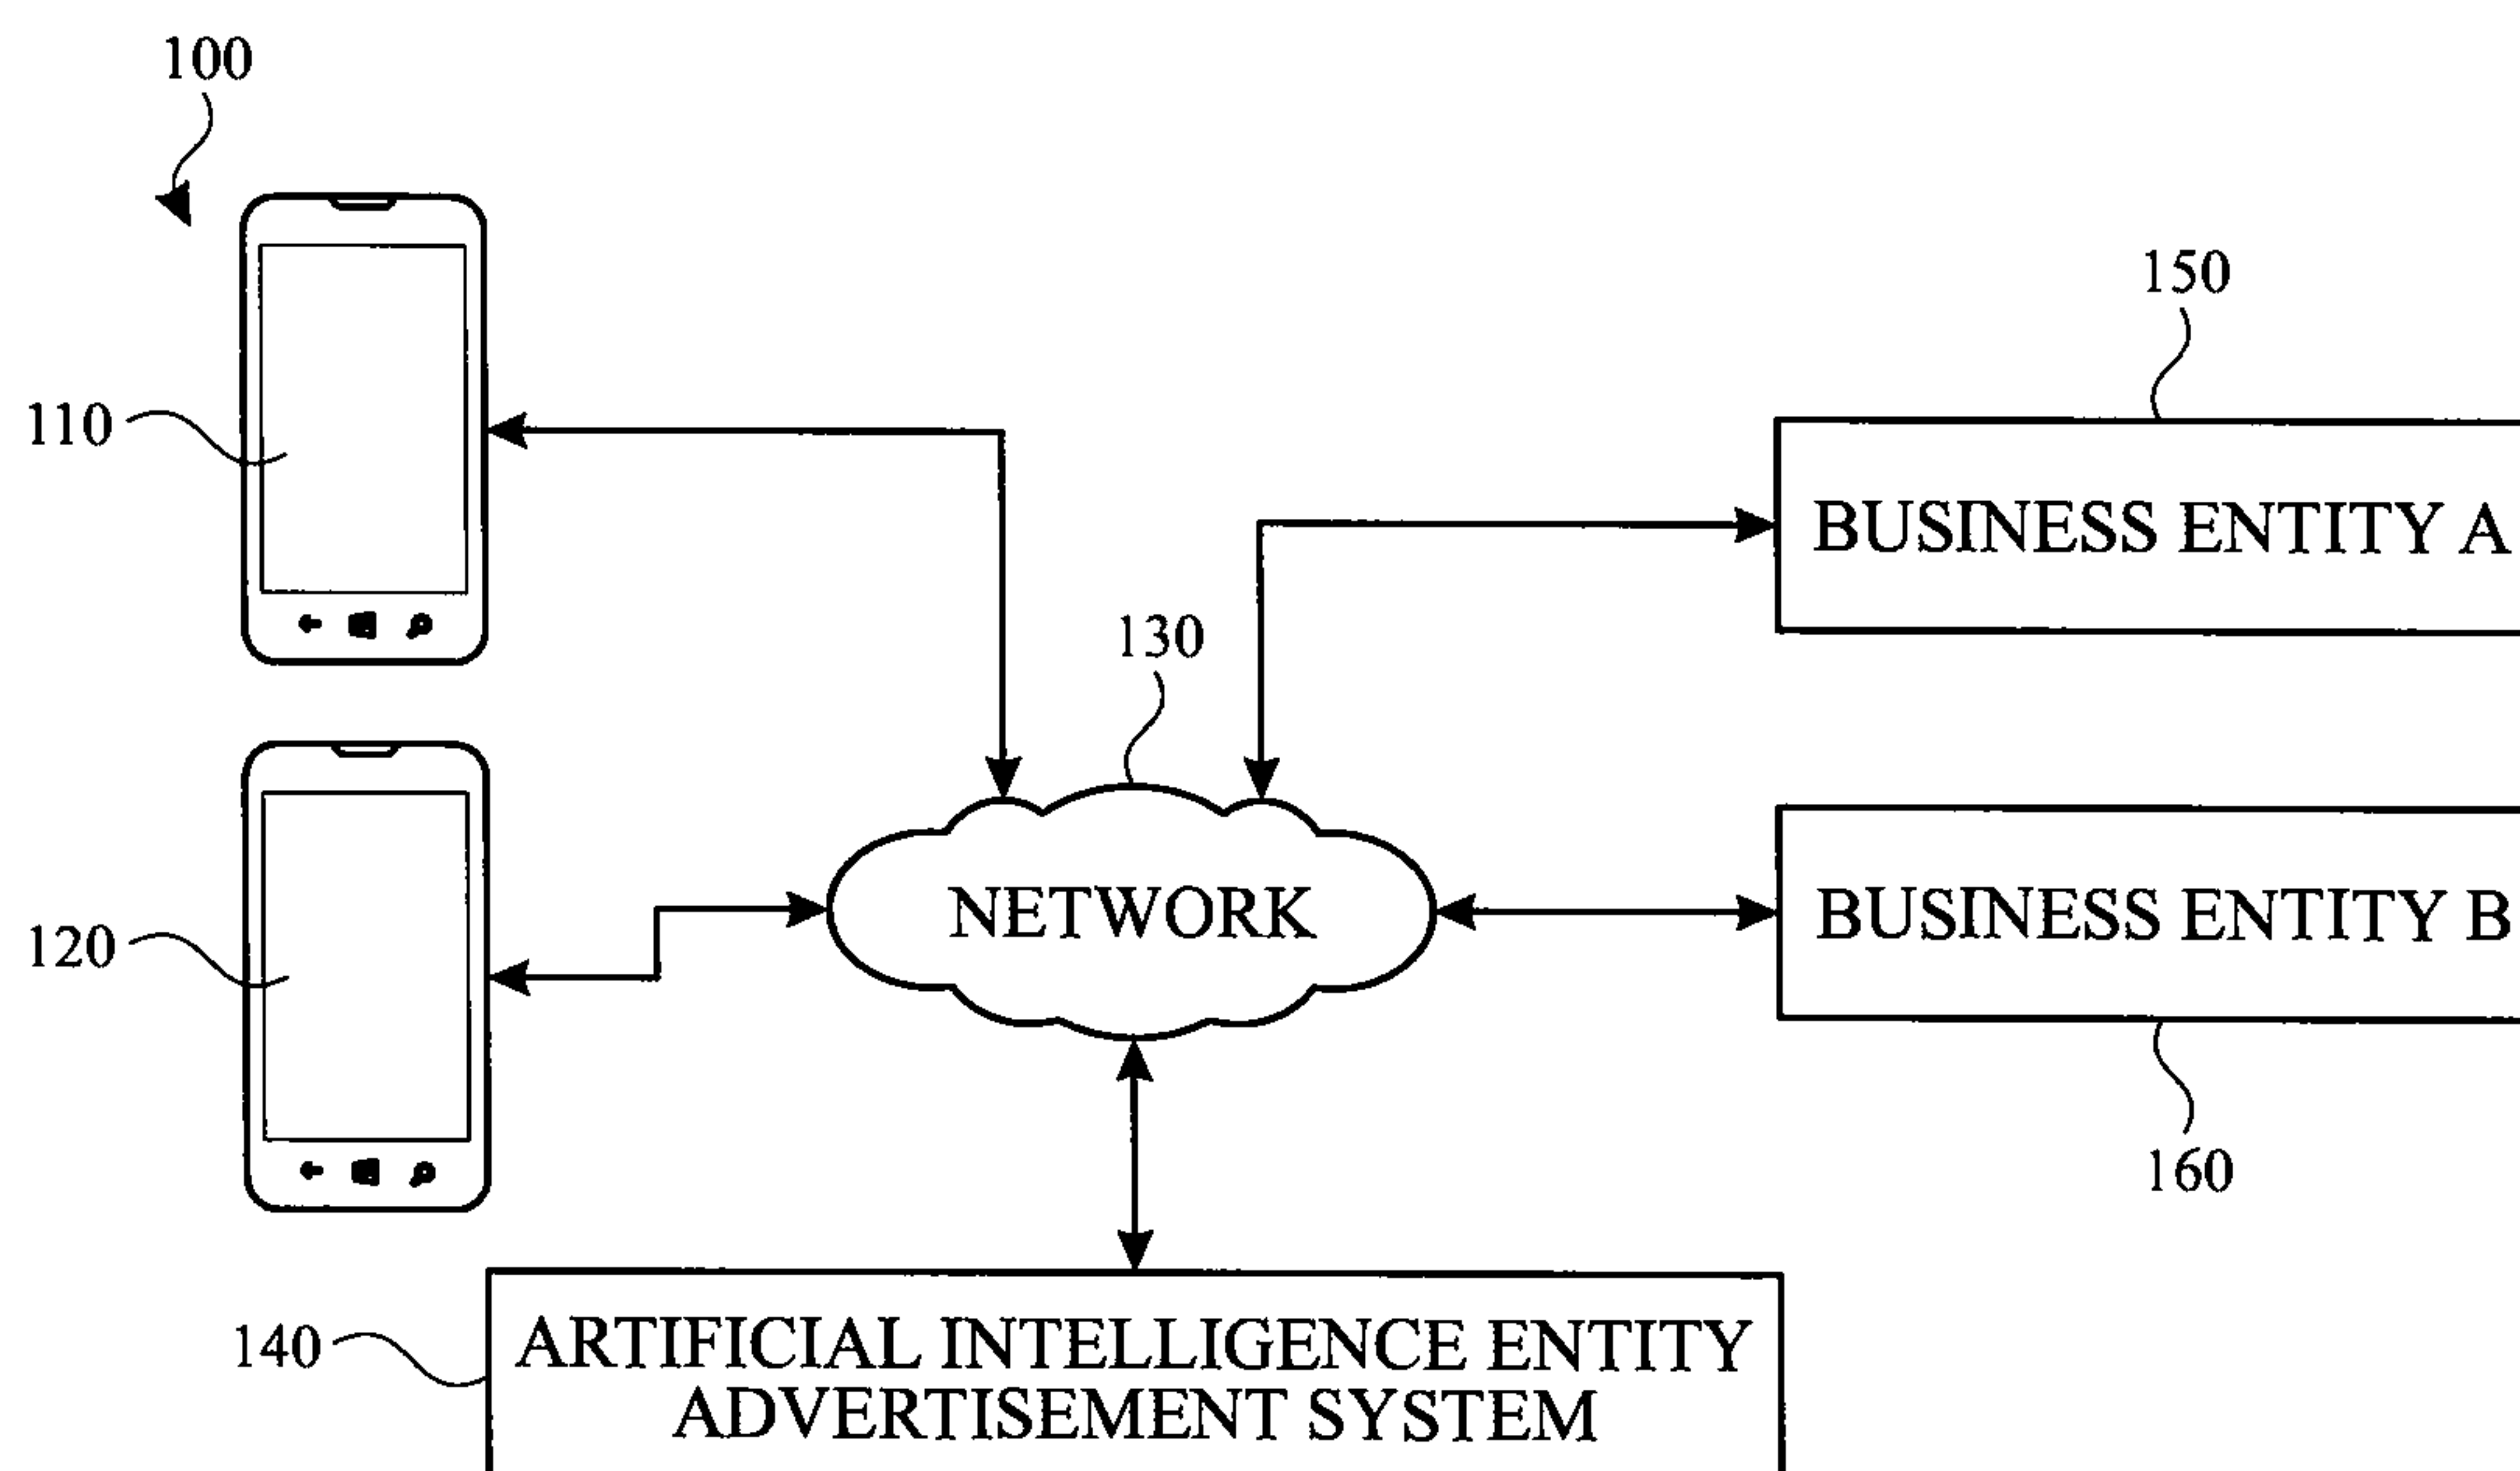 100
150
110
BUSINESS ENTITY A
130
NETWORK
BUSINESS ENTITY B
120
160
140
ARTIFICIAL INTELLIGENCE ENTITY
ADVERTISEMENT SYSTEM